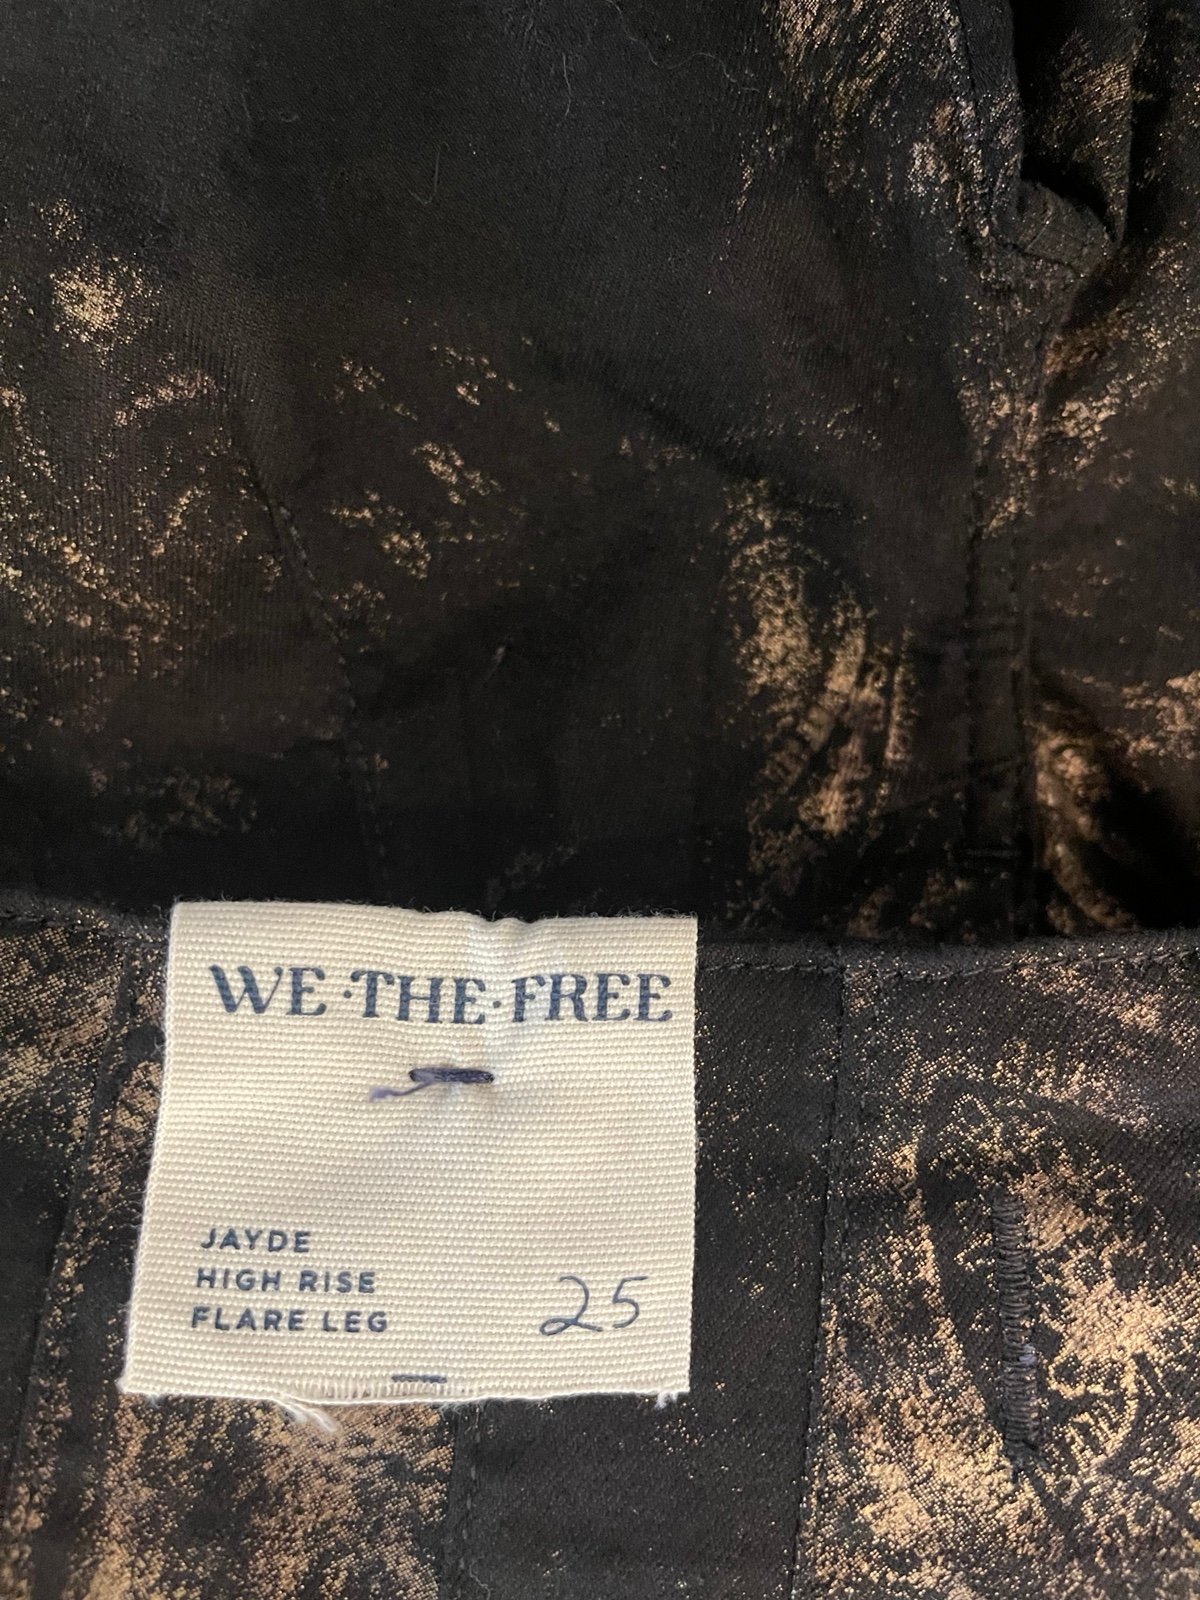 WE·THE·FREE
JAYDE
HIGH RISE
FLARE LEG
25